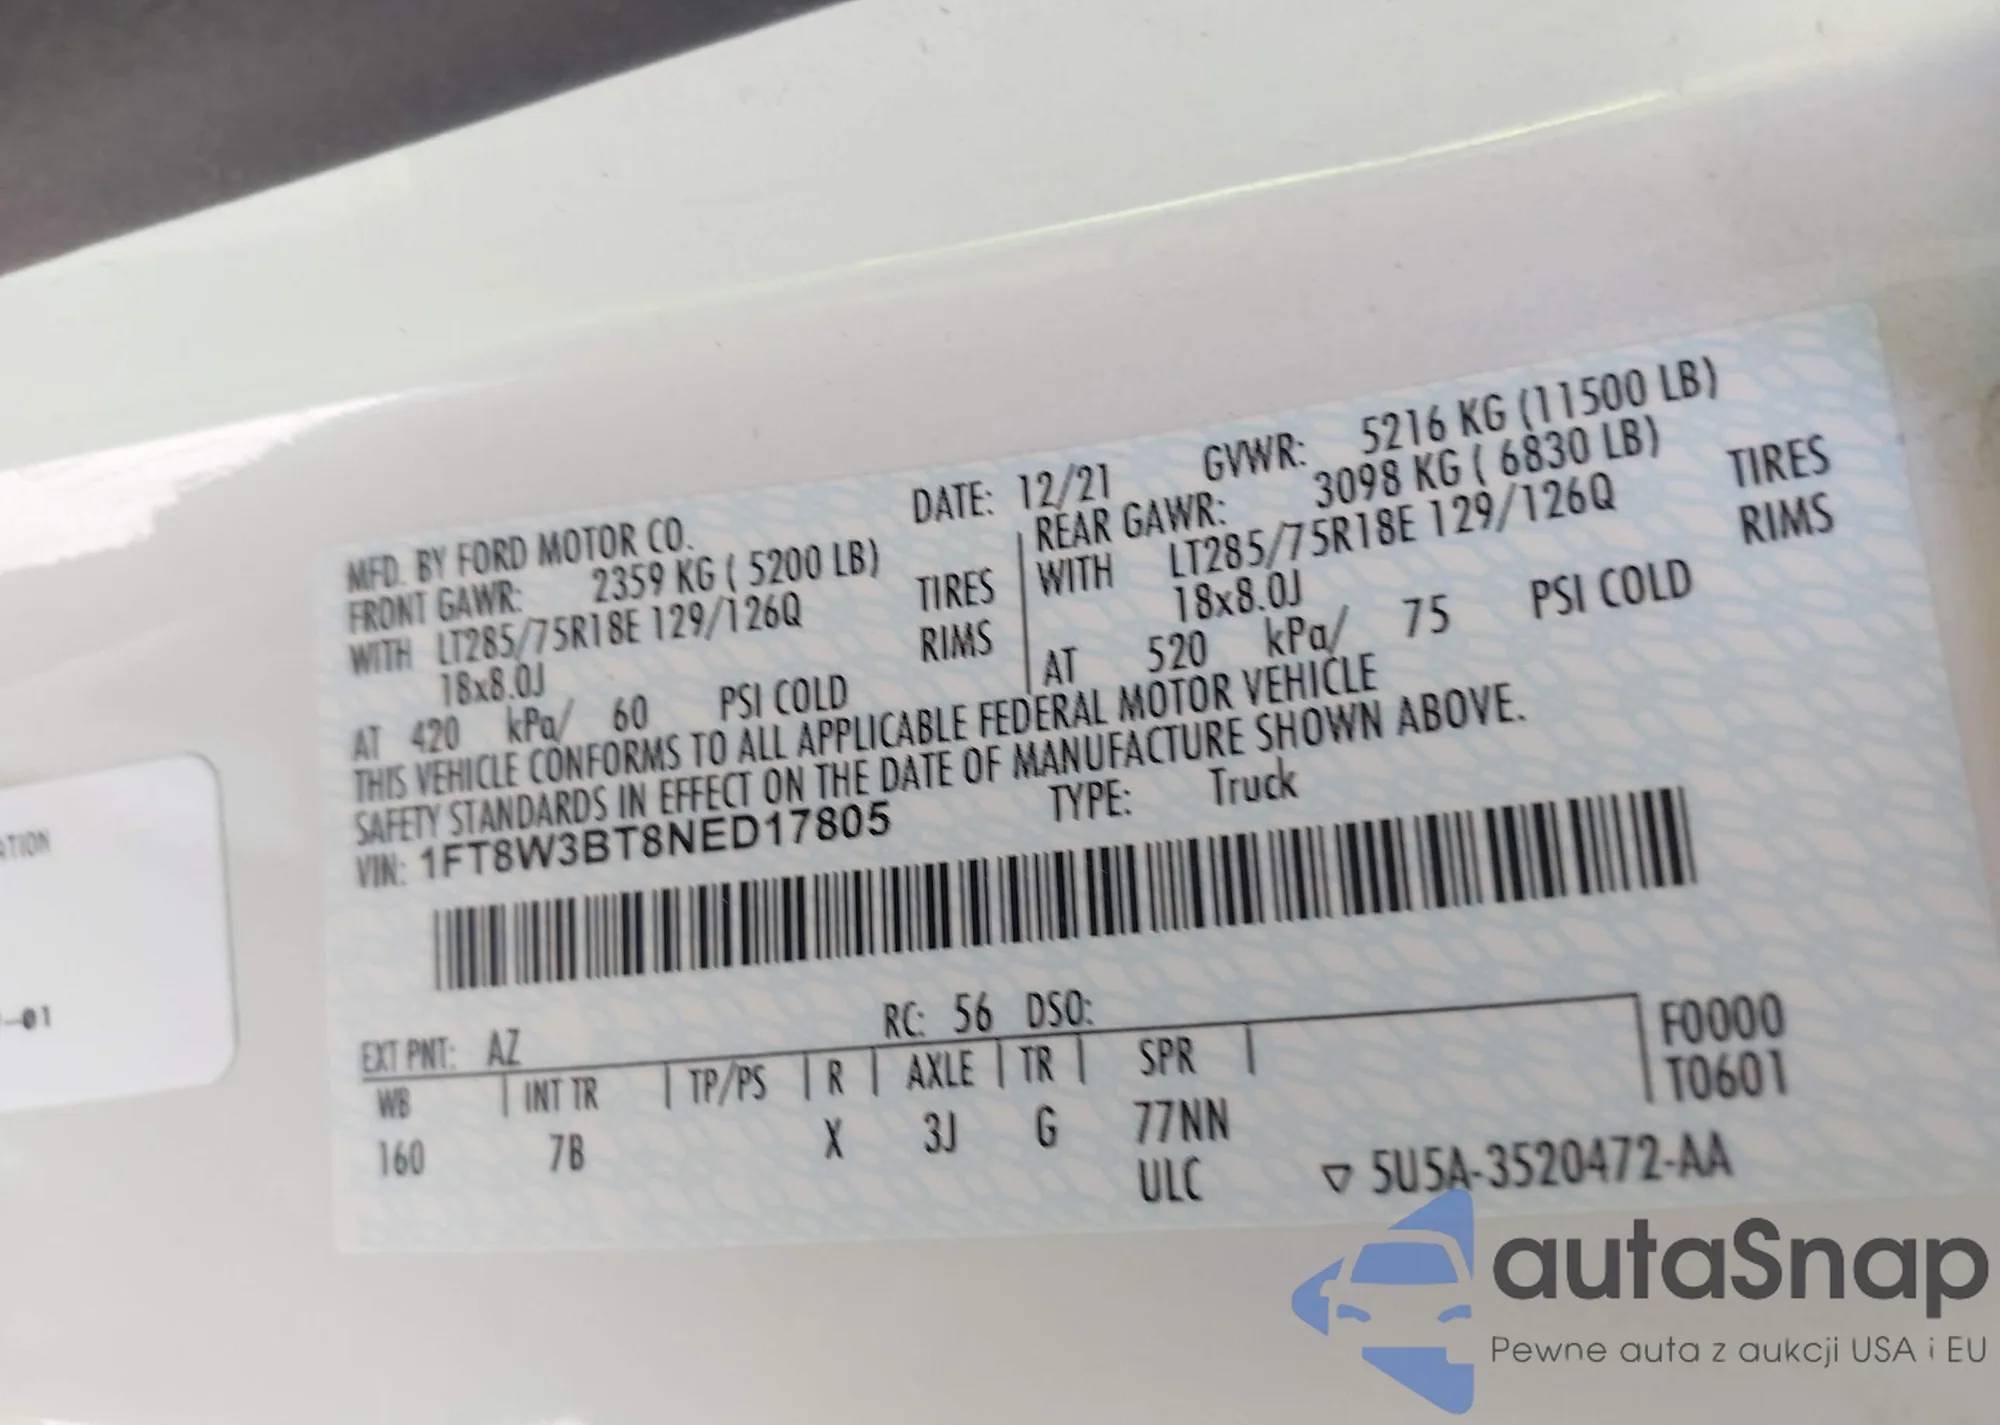 MFD. BY FORD MOTOR CO.
DATE: 12/21
GVWR: 5216 KG (11500 LB)
FRONT GAWR: 2359 KG ( 5200 LB)
WITH LT285/75R18E 129/126Q TIRES
18x8.0J RIMS
AT 420 kPa/ 60 PSI COLD
REAR GAWR: 3098 KG ( 6830 LB)
WITH LT285/75R18E 129/126Q TIRES
18x8.0J RIMS
AT 520 kPa/ 75 PSI COLD
THIS VEHICLE CONFORMS TO ALL APPLICABLE FEDERAL MOTOR VEHICLE
SAFETY STANDARDS IN EFFECT ON THE DATE OF MANUFACTURE SHOWN ABOVE.
VIN: 1FT8W3BT8NED17805
TYPE: Truck
EXT PNT: AZ RC: 56 DSO:
WB INT TR TP/PS R AXLE TR SPR
160 7B X 3J G 77NN
ULC
F0000
T0601
▽ 5U5A-3520472-AA
ATION
-01
autaSnap
Pewne auta z aukcji USA i EU